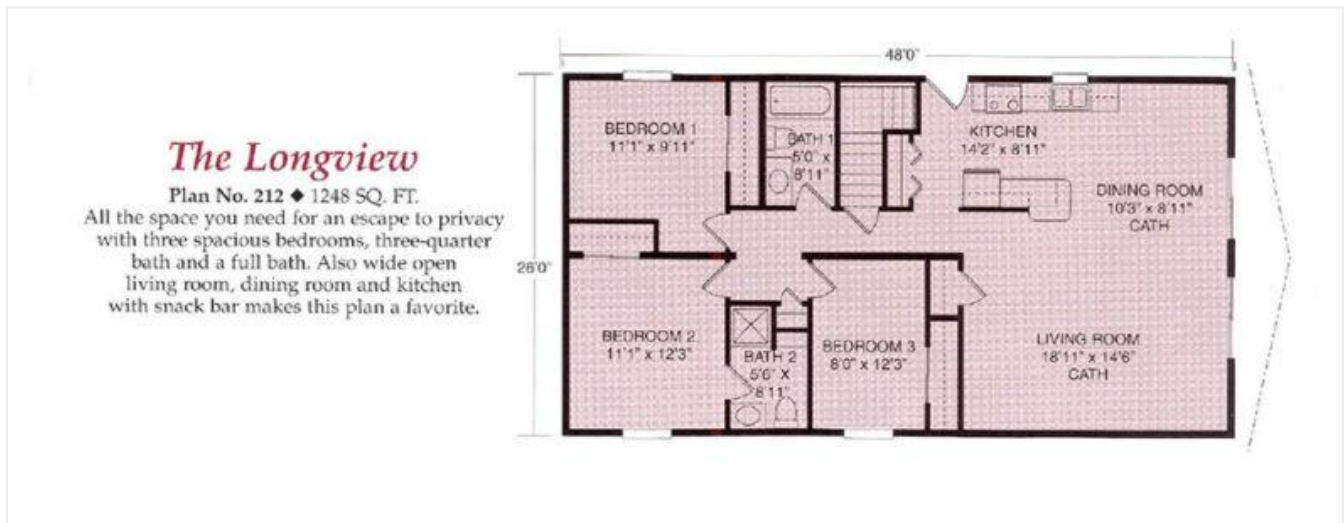 The Longview
Plan No. 212 ◆ 1248 SQ. FT.
All the space you need for an escape to privacy
with three spacious bedrooms, three-quarter
bath and a full bath. Also wide open
living room, dining room and kitchen
with snack bar makes this plan a favorite.
48'0"
26'0"
BEDROOM 1
11'1" x 9'11"
BATH 1
5'0" x
8'11"
KITCHEN
14'2" x 8'11"
DINING ROOM
10'3" x 8'11"
CATH
BEDROOM 2
11'1" x 12'3"
BATH 2
5'6" X
8'11"
BEDROOM 3
8'0" x 12'3"
LIVING ROOM
18'11" x 14'6"
CATH